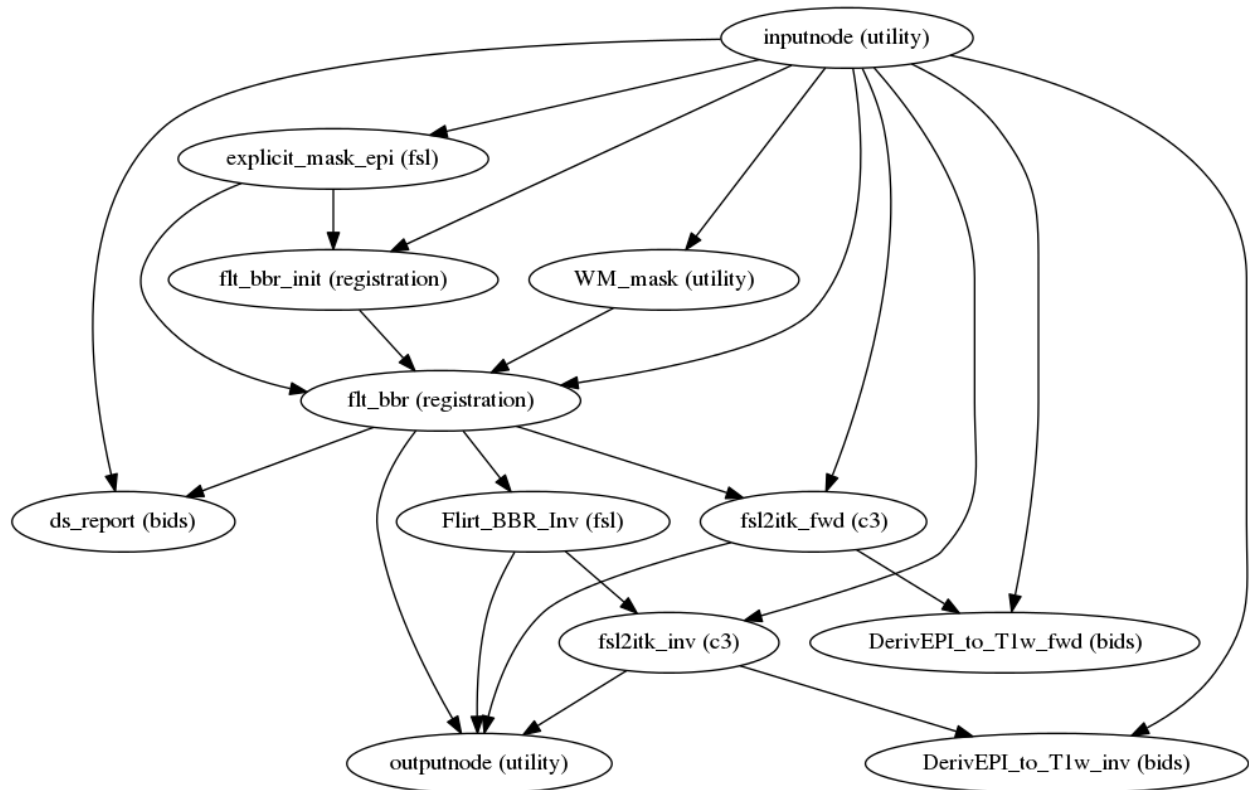 inputnode (utility)
explicit_mask_epi (fsl)
flt_bbr_init (registration)
WM_mask (utility)
flt_bbr (registration)
ds_report (bids)
Flirt_BBR_Inv (fsl)
fsl2itk_fwd (c3)
fsl2itk_inv (c3)
DerivEPI_to_T1w_fwd (bids)
outputnode (utility)
DerivEPI_to_T1w_inv (bids)